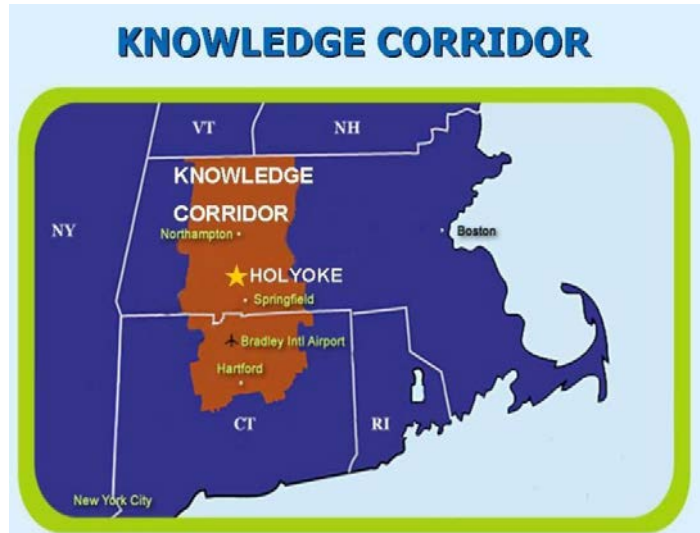 KNOWLEDGE CORRIDOR
VT
NH
KNOWLEDGE
CORRIDOR
NY
Northampton
Boston
HOLYOKE
Springfield
Bradley Intl Airport
Hartford
CT
RI
New York City